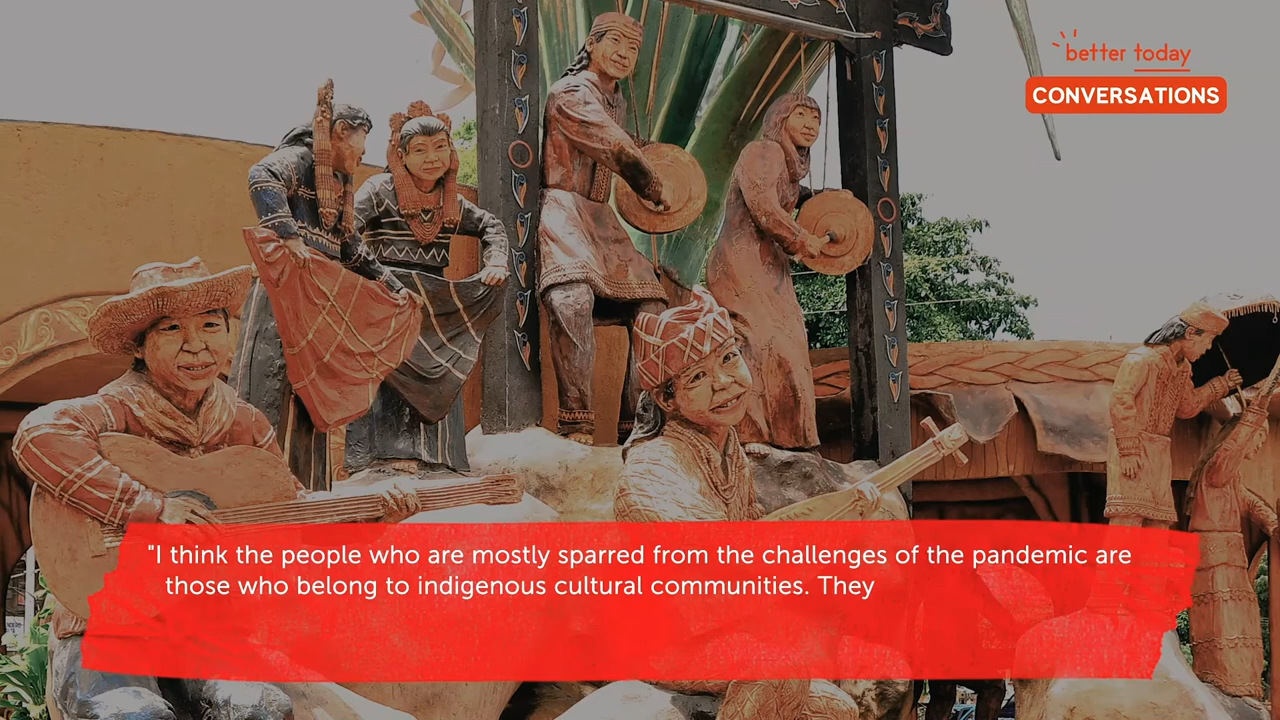 better today
CONVERSATIONS
"I think the people who are mostly sparred from the challenges of the pandemic are
those who belong to indigenous cultural communities. They